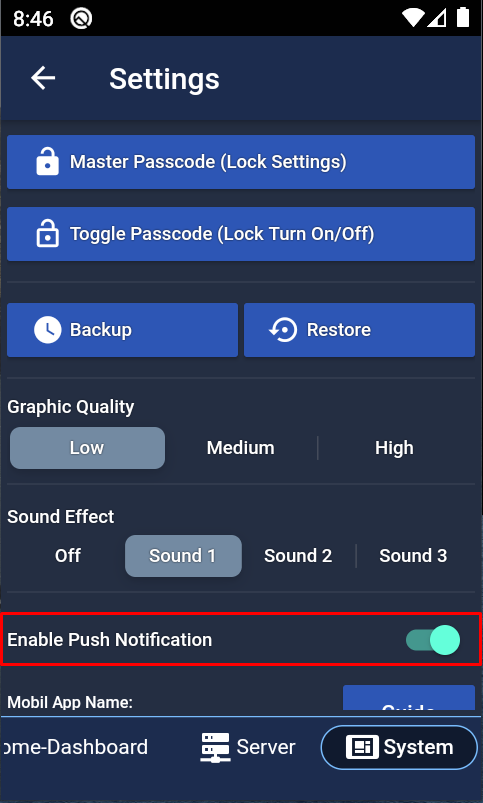 8:46
Settings
Master Passcode (Lock Settings)
Toggle Passcode (Lock Turn On/Off)
Backup Restore
Graphic Quality
Low Medium High
Sound Effect
Off Sound 1 Sound 2 Sound 3
Enable Push Notification
Mobil App Name: Guide
ome-Dashboard Server System